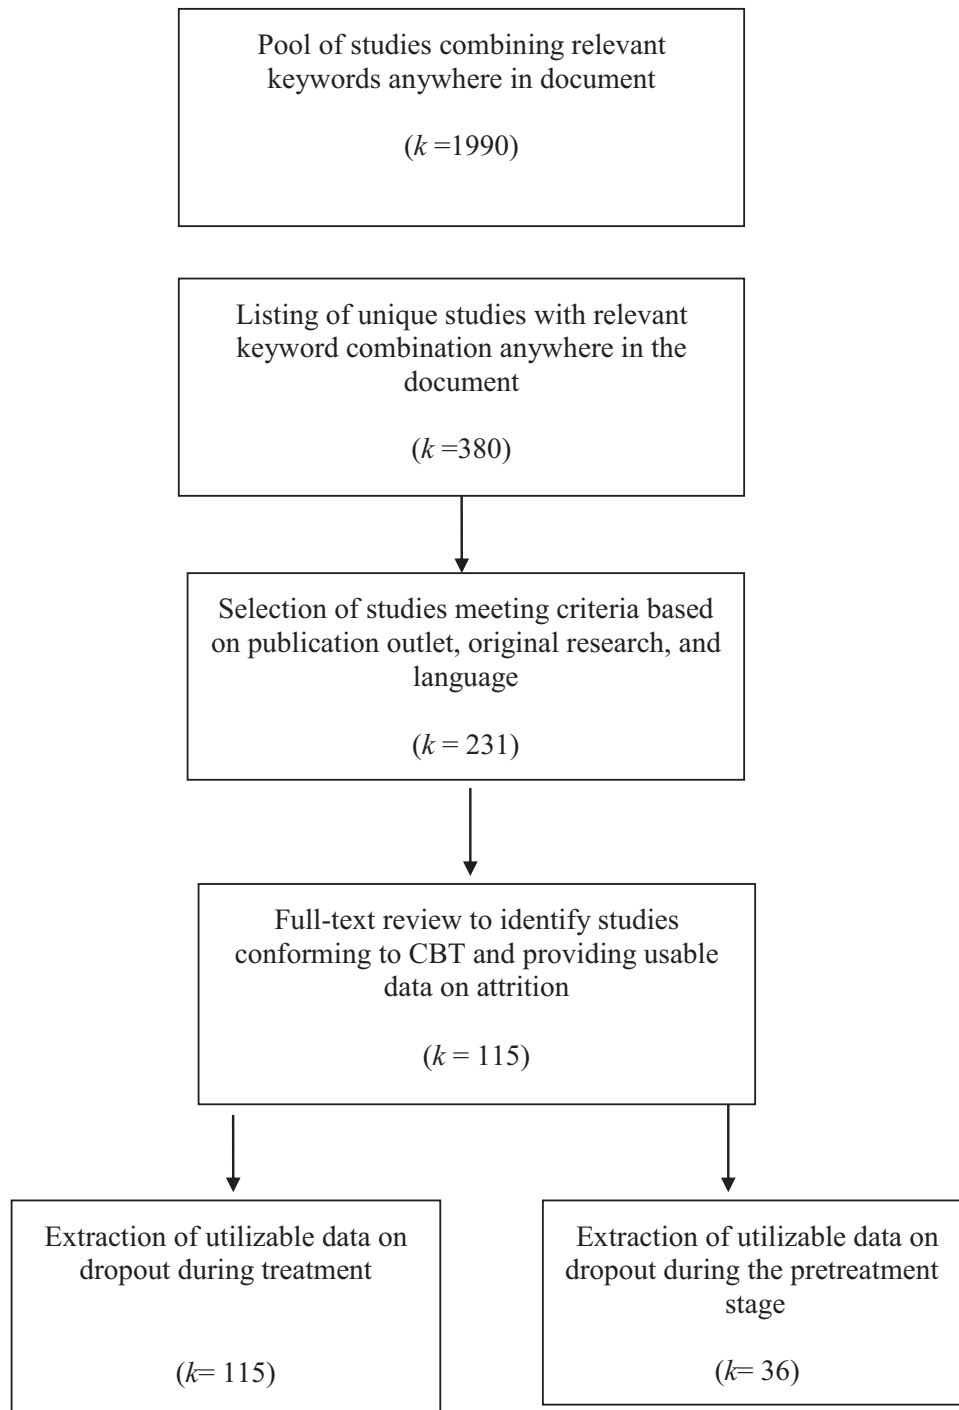 Pool of studies combining relevant
keywords anywhere in document
(k =1990)
Listing of unique studies with relevant
keyword combination anywhere in the
document
(k =380)
Selection of studies meeting criteria based
on publication outlet, original research, and
language
(k = 231)
Full-text review to identify studies
conforming to CBT and providing usable
data on attrition
(k = 115)
Extraction of utilizable data on
dropout during treatment
(k= 115)
Extraction of utilizable data on
dropout during the pretreatment
stage
(k= 36)